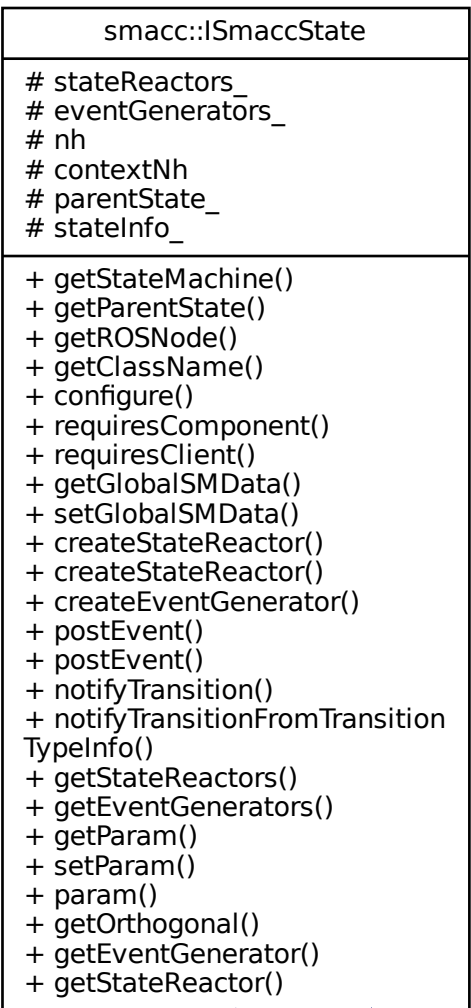 smacc::ISmaccState
# stateReactors_
# eventGenerators_
# nh
# contextNh
# parentState_
# stateInfo_
+ getStateMachine()
+ getParentState()
+ getROSNode()
+ getClassName()
+ configure()
+ requiresComponent()
+ requiresClient()
+ getGlobalSMData()
+ setGlobalSMData()
+ createStateReactor()
+ createStateReactor()
+ createEventGenerator()
+ postEvent()
+ postEvent()
+ notifyTransition()
+ notifyTransitionFromTransition
TypeInfo()
+ getStateReactors()
+ getEventGenerators()
+ getParam()
+ setParam()
+ param()
+ getOrthogonal()
+ getEventGenerator()
+ getStateReactor()